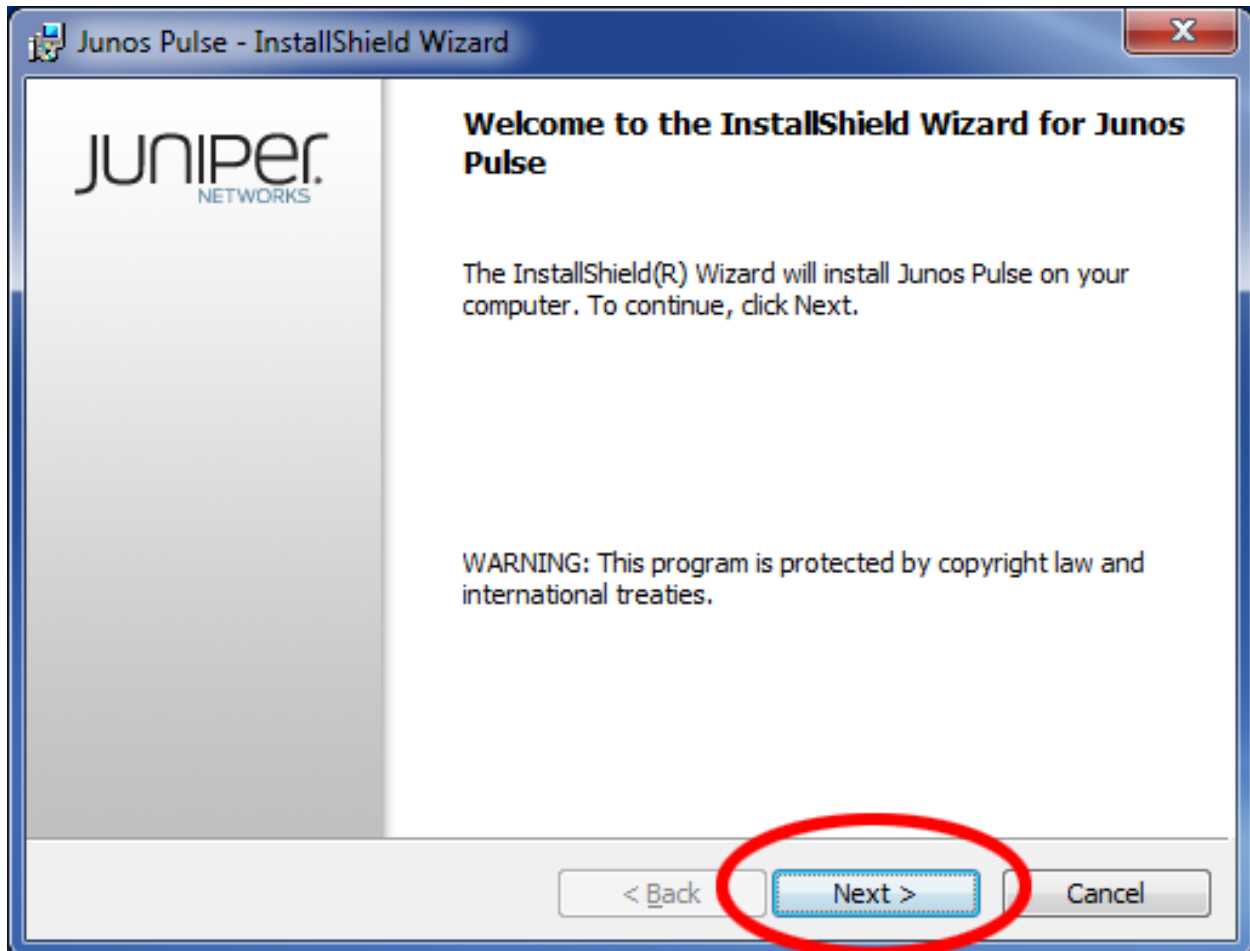 Junos Pulse - InstallShield Wizard
X
JUNIPER
NETWORKS
Welcome to the InstallShield Wizard for Junos
Pulse
The InstallShield(R) Wizard will install Junos Pulse on your
computer. To continue, click Next.
WARNING: This program is protected by copyright law and
international treaties.
< Back
Next >
Cancel